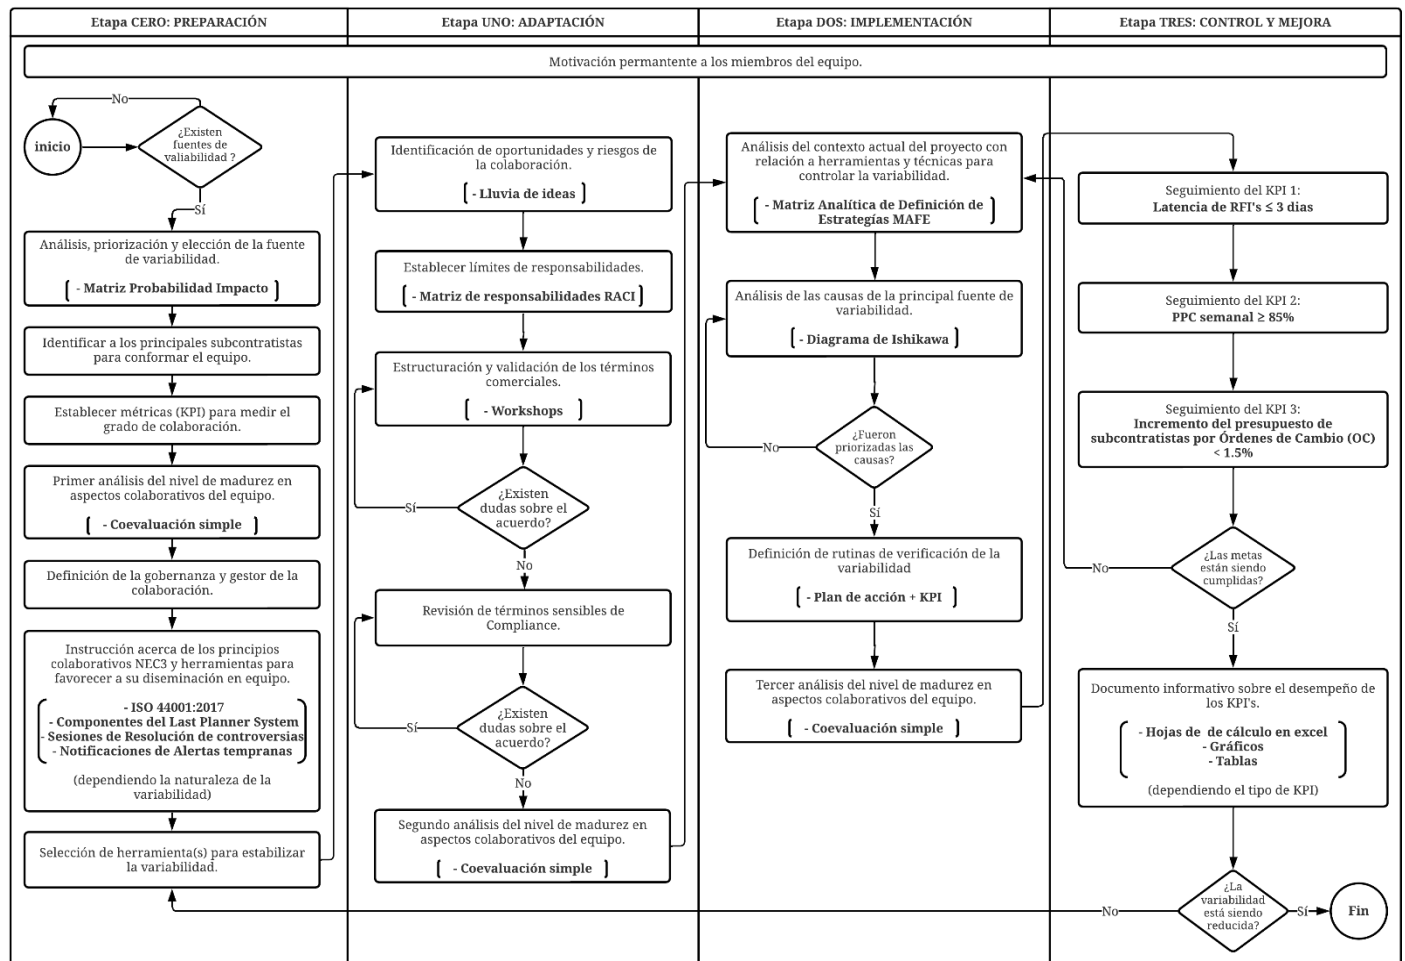 Etapa CERO: PREPARACIÓN
Etapa UNO: ADAPTACIÓN
Etapa DOS: IMPLEMENTACIÓN
Etapa TRES: CONTROL Y MEJORA
Motivación permantente a los miembros del equipo.
No
inicio
¿Existen
fuentes de
valiabilidad ?
Sí
Análisis, priorización y elección de la fuente
de variabilidad.
- Matriz Probabilidad Impacto
Identificar a los principales subcontratistas
para conformar el equipo.
Establecer métricas (KPI) para medir el
grado de colaboración.
Primer análisis del nivel de madurez en
aspectos colaborativos del equipo.
- Coevaluación simple
Definición de la gobernanza y gestor de la
colaboración.
Instrucción acerca de los principios
colaborativos NEC3 y herramientas para
favorecer a su diseminación en equipo.
- ISO 44001:2017
- Componentes del Last Planner System
- Sesiones de Resolución de controversias
- Notificaciones de Alertas tempranas
(dependiendo la naturaleza de la
variabilidad)
Selección de herramienta(s) para estabilizar
la variabilidad.
Identificación de oportunidades y riesgos de
la colaboración.
- Lluvia de ideas
Establecer límites de responsabilidades.
- Matriz de responsabilidades RACI
Estructuración y validación de los términos
comerciales.
- Workshops
¿Existen
dudas sobre el
acuerdo?
Sí
No
Revisión de términos sensibles de
Compliance.
¿Existen
dudas sobre el
acuerdo?
Sí
No
Segundo análisis del nivel de madurez en
aspectos colaborativos del equipo.
- Coevaluación simple
Análisis del contexto actual del proyecto con
relación a herramientas y técnicas para
controlar la variabilidad.
- Matriz Analítica de Definición de
Estrategías MAFE
Análisis de las causas de la principal fuente de
variabilidad.
- Diagrama de Ishikawa
¿Fueron
priorizadas las
causas?
No
Sí
Definición de rutinas de verificación de la
variabilidad
- Plan de acción + KPI
Tercer análisis del nivel de madurez en
aspectos colaborativos del equipo.
- Coevaluación simple
Seguimiento del KPI 1:
Latencia de RFI's ≤ 3 dias
Seguimiento del KPI 2:
PPC semanal ≥ 85%
Seguimiento del KPI 3:
Incremento del presupuesto de
subcontratistas por Órdenes de Cambio (OC)
< 1.5%
¿Las metas
están siendo
cumplidas?
No
Sí
Documento informativo sobre el desempeño de
los KPI's.
- Hojas de  de cálculo en excel
- Gráficos
- Tablas
(dependiendo el tipo de KPI)
¿La
variabilidad
está siendo
reducida?
No
Sí
Fin